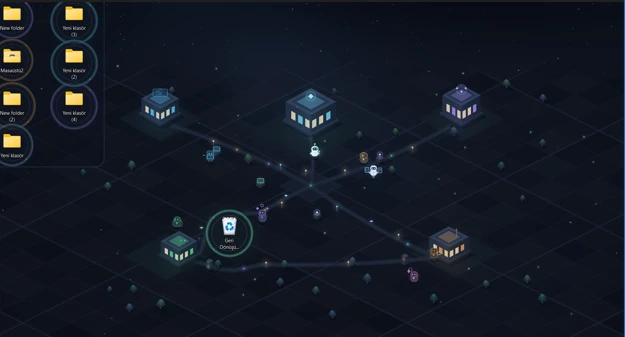 New folder
Yeni klasör
(3)
Masaüstü2
Yeni klasör
(2)
New folder
(2)
Yeni klasör
(4)
Yeni klasör
Geri
Dönüşü...